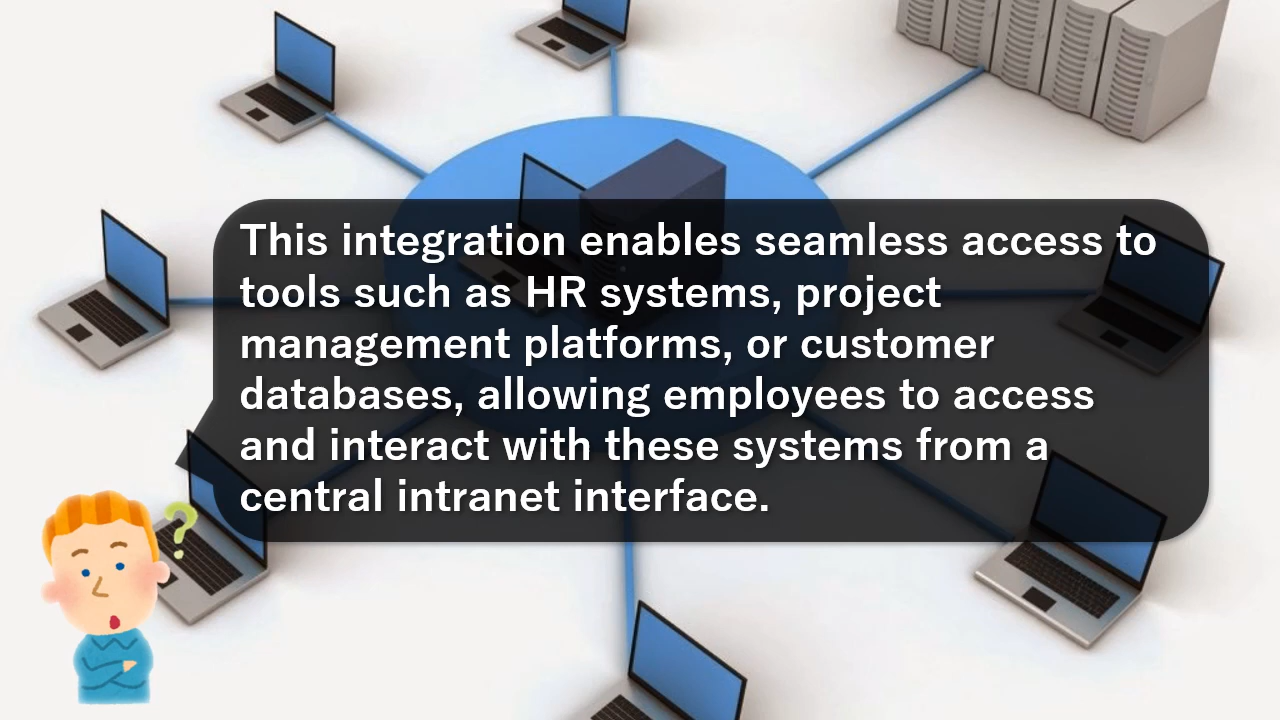 This integration enables seamless access to
tools such as HR systems, project
management platforms, or customer
databases, allowing employees to access
and interact with these systems from a
central intranet interface.
?